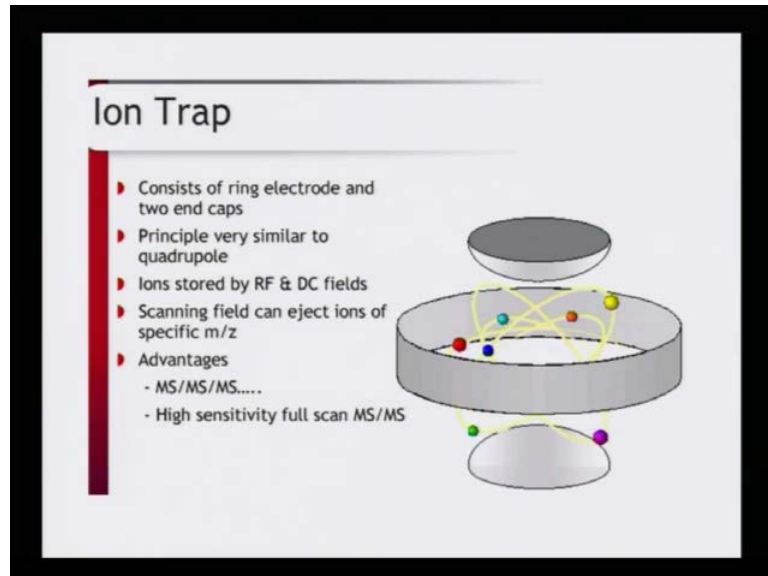 Ion Trap
Consists of ring electrode and
two end caps
Principle very similar to
quadrupole
Ions stored by RF & DC fields
Scanning field can eject ions of
specific m/z
Advantages
- MS/MS/MS.....
- High sensitivity full scan MS/MS